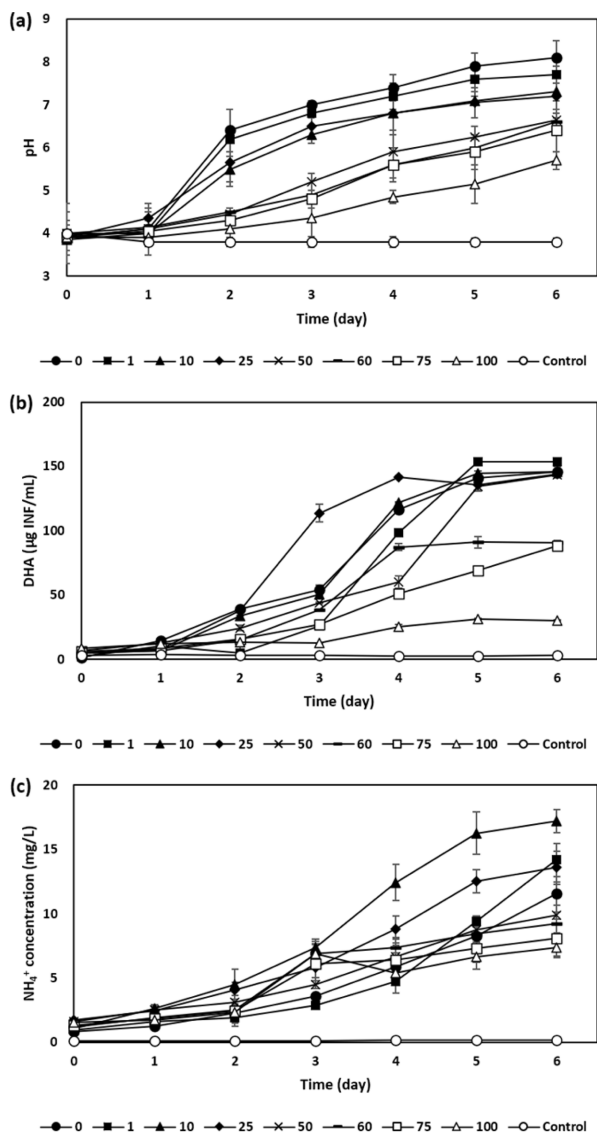 (a)
9
8
7
6
5
4
3
pH
0 1 2 3 4 5 6
Time (day)
0 1 10 25 50 60 75 100 Control
(b)
200
150
100
50
0
DHA (µg INF/mL)
0 1 2 3 4 5 6
Time (day)
0 1 10 25 50 60 75 100 Control
(c)
20
15
10
5
0
NH₄⁺ concentration (mg/L)
0 1 2 3 4 5 6
Time (day)
0 1 10 25 50 60 75 100 Control